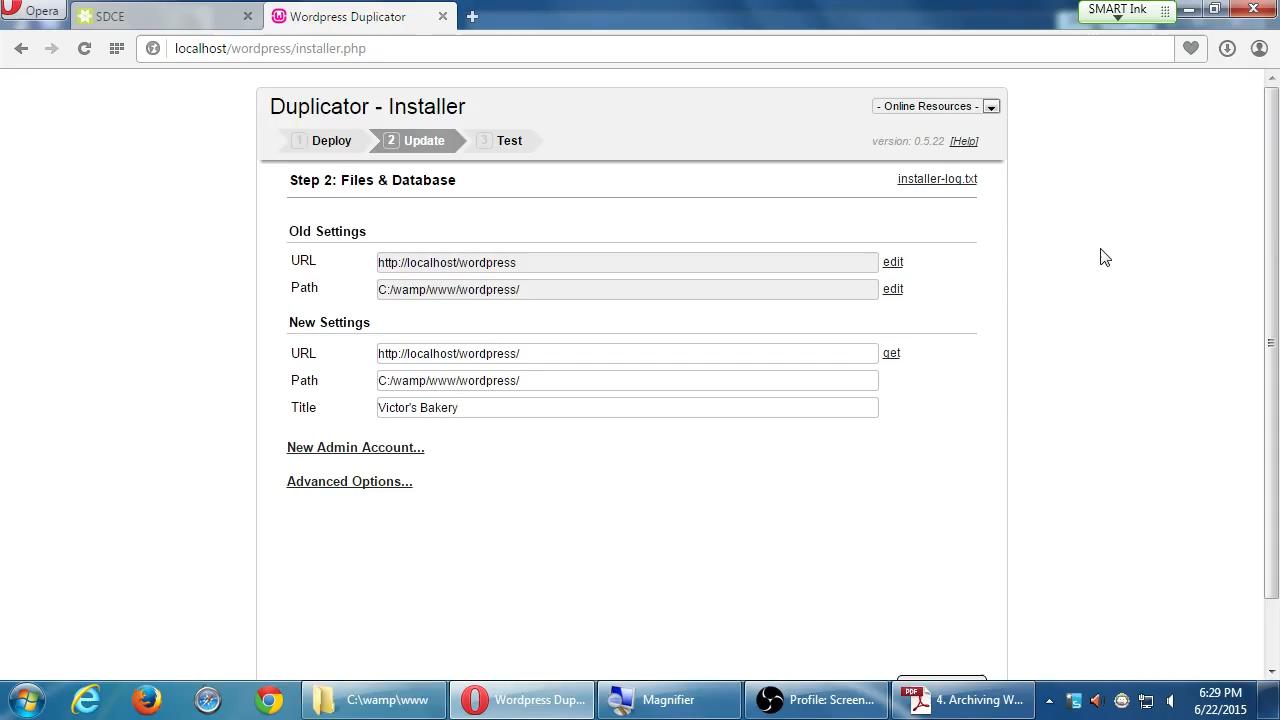 Opera
SDCE
Wordpress Duplicator
SMART Ink
localhost/wordpress/installer.php
Duplicator - Installer
- Online Resources -
1 Deploy
2 Update
3 Test
version: 0.5.22 [Help]
Step 2: Files & Database
installer-log.txt
Old Settings
URL
http://localhost/wordpress
edit
Path
C:/wamp/www/wordpress/
edit
New Settings
URL
http://localhost/wordpress/
get
Path
C:/wamp/www/wordpress/
Title
Victor's Bakery
New Admin Account...
Advanced Options...
C:\wamp\www
Wordpress Dup...
Magnifier
Profile: Screen...
PDF
4. Archiving W...
6:29 PM
6/22/2015